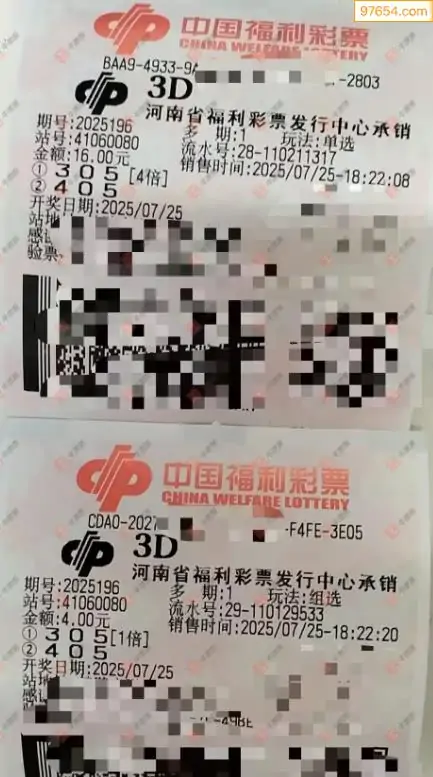 97654.com
中国福利彩票
CHINA WELFARE LOTTERY
BAA9-4933-9A -2803
3D
河南省福利彩票发行中心承销
期号:2025196 多 期:1 玩法:单选
站号:41060080 流水号:28-110211317
金额:16.00元 销售时间:2025/07/25-18:22:08
① 3 0 5 [4倍]
② 4 0 5
开奖日期:2025/07/25
站地
感
验票
中国福利彩票
CHINA WELFARE LOTTERY
CDA0-202 -F4FE-3E05
3D
河南省福利彩票发行中心承销
期号:2025196 多 期:1 玩法:组选
站号:41060080 流水号:29-110129533
金额:4.00元 销售时间:2025/07/25-18:22:20
① 3 0 5 [1倍]
② 4 0 5
开奖日期:2025/07/25
站地
感